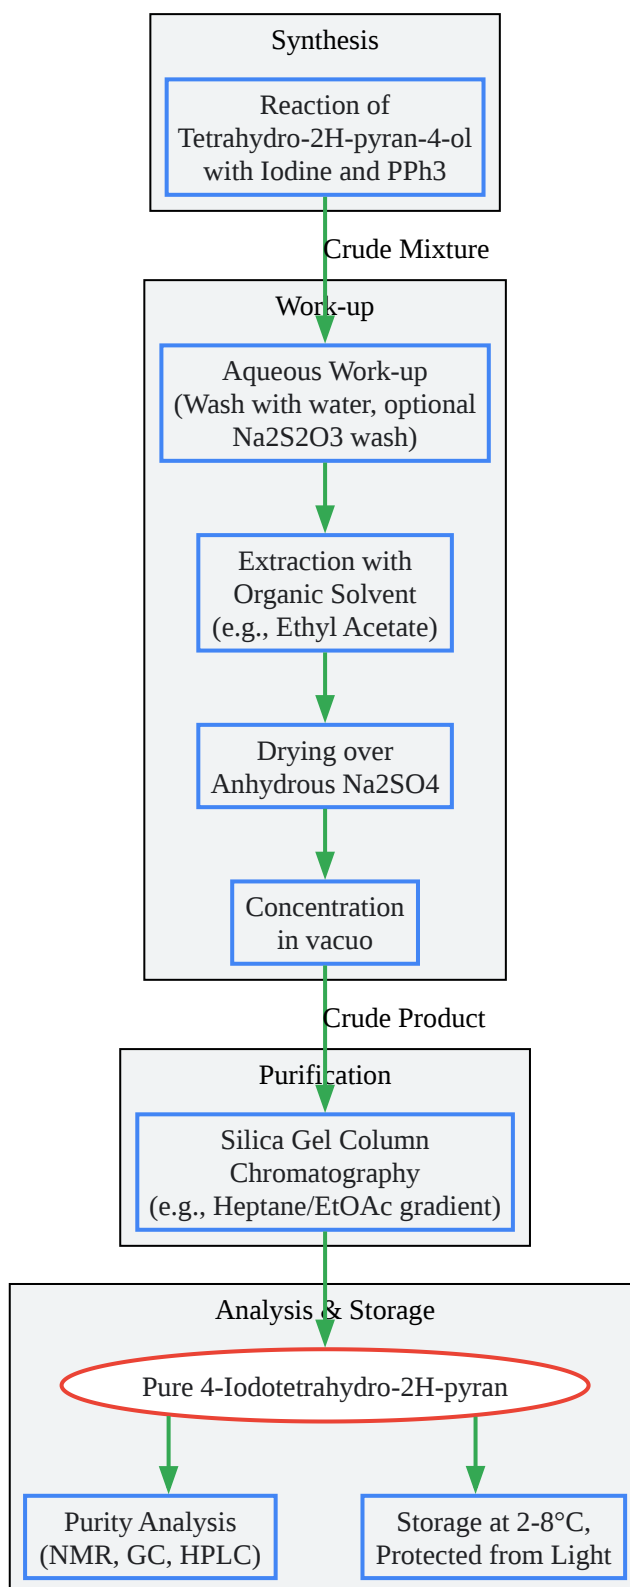 Synthesis
Reaction of
Tetrahydro-2H-pyran-4-ol
with Iodine and PPh3
Crude Mixture
Work-up
Aqueous Work-up
(Wash with water, optional
Na2S2O3 wash)
Extraction with
Organic Solvent
(e.g., Ethyl Acetate)
Drying over
Anhydrous Na2SO4
Concentration
in vacuo
Crude Product
Purification
Silica Gel Column
Chromatography
(e.g., Heptane/EtOAc gradient)
Analysis & Storage
Pure 4-Iodotetrahydro-2H-pyran
Purity Analysis
(NMR, GC, HPLC)
Storage at 2-8°C,
Protected from Light